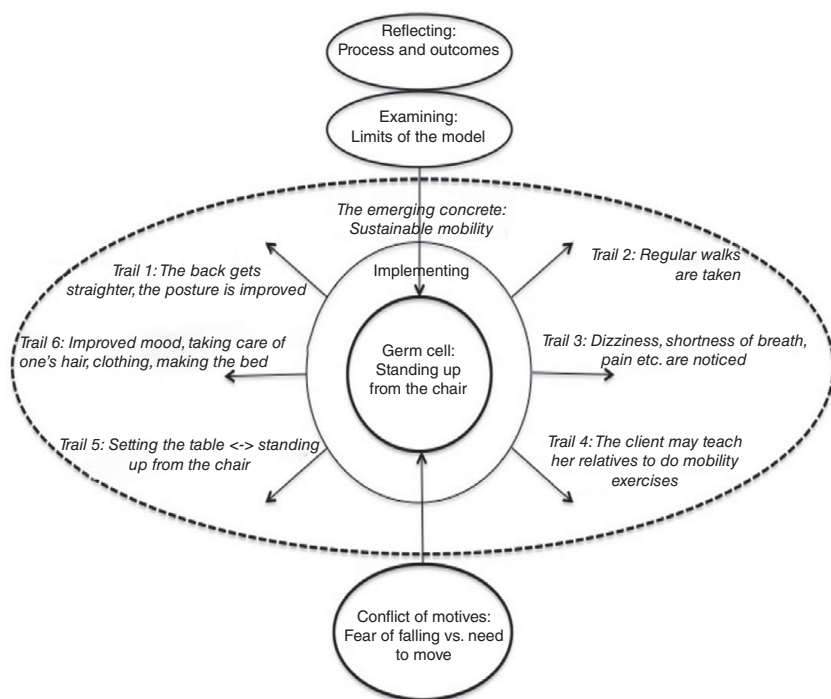 Reflecting:
Process and outcomes
Examining:
Limits of the model
The emerging concrete:
Sustainable mobility
Trail 1: The back gets
straighter, the posture is improved
Implementing
Trail 2: Regular walks
are taken
Trail 6: Improved mood, taking care of
one's hair, clothing, making the bed
Germ cell:
Standing up
from the chair
Trail 3: Dizziness, shortness of breath,
pain etc. are noticed
Trail 5: Setting the table <-> standing
up from the chair
Trail 4: The client may teach
her relatives to do mobility
exercises
Conflict of motives:
Fear of falling vs. need
to move